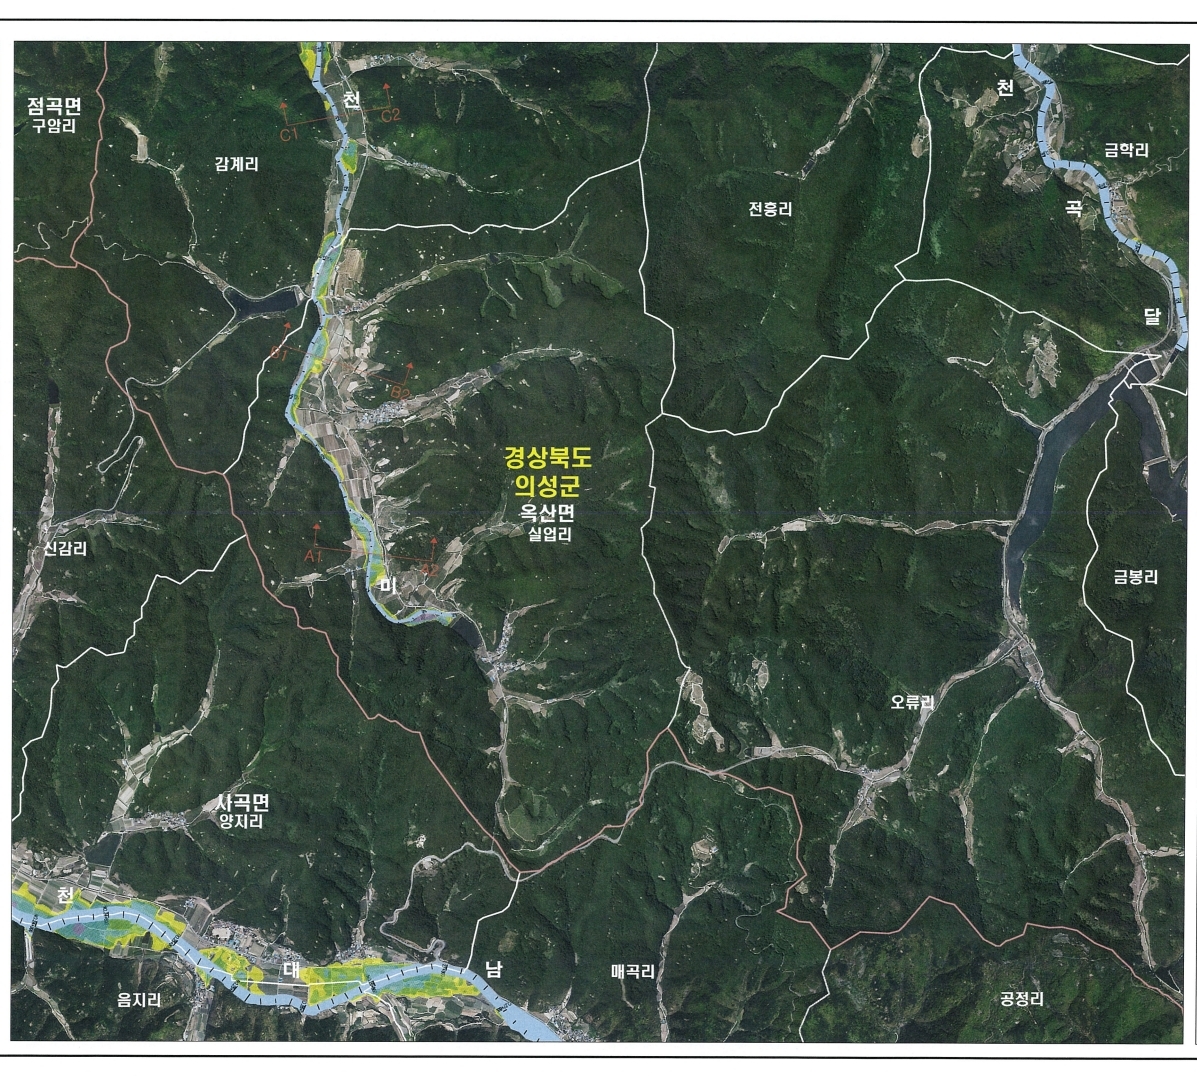 점곡면
구암리
감계리
천
C1
C2
전흥리
천
금학리
곡
달
B1
B2
경상북도
의성군
옥산면
실업리
신감리
A1
미
금봉리
오류리
사곡면
양지리
천
대
남
매곡리
음지리
공정리